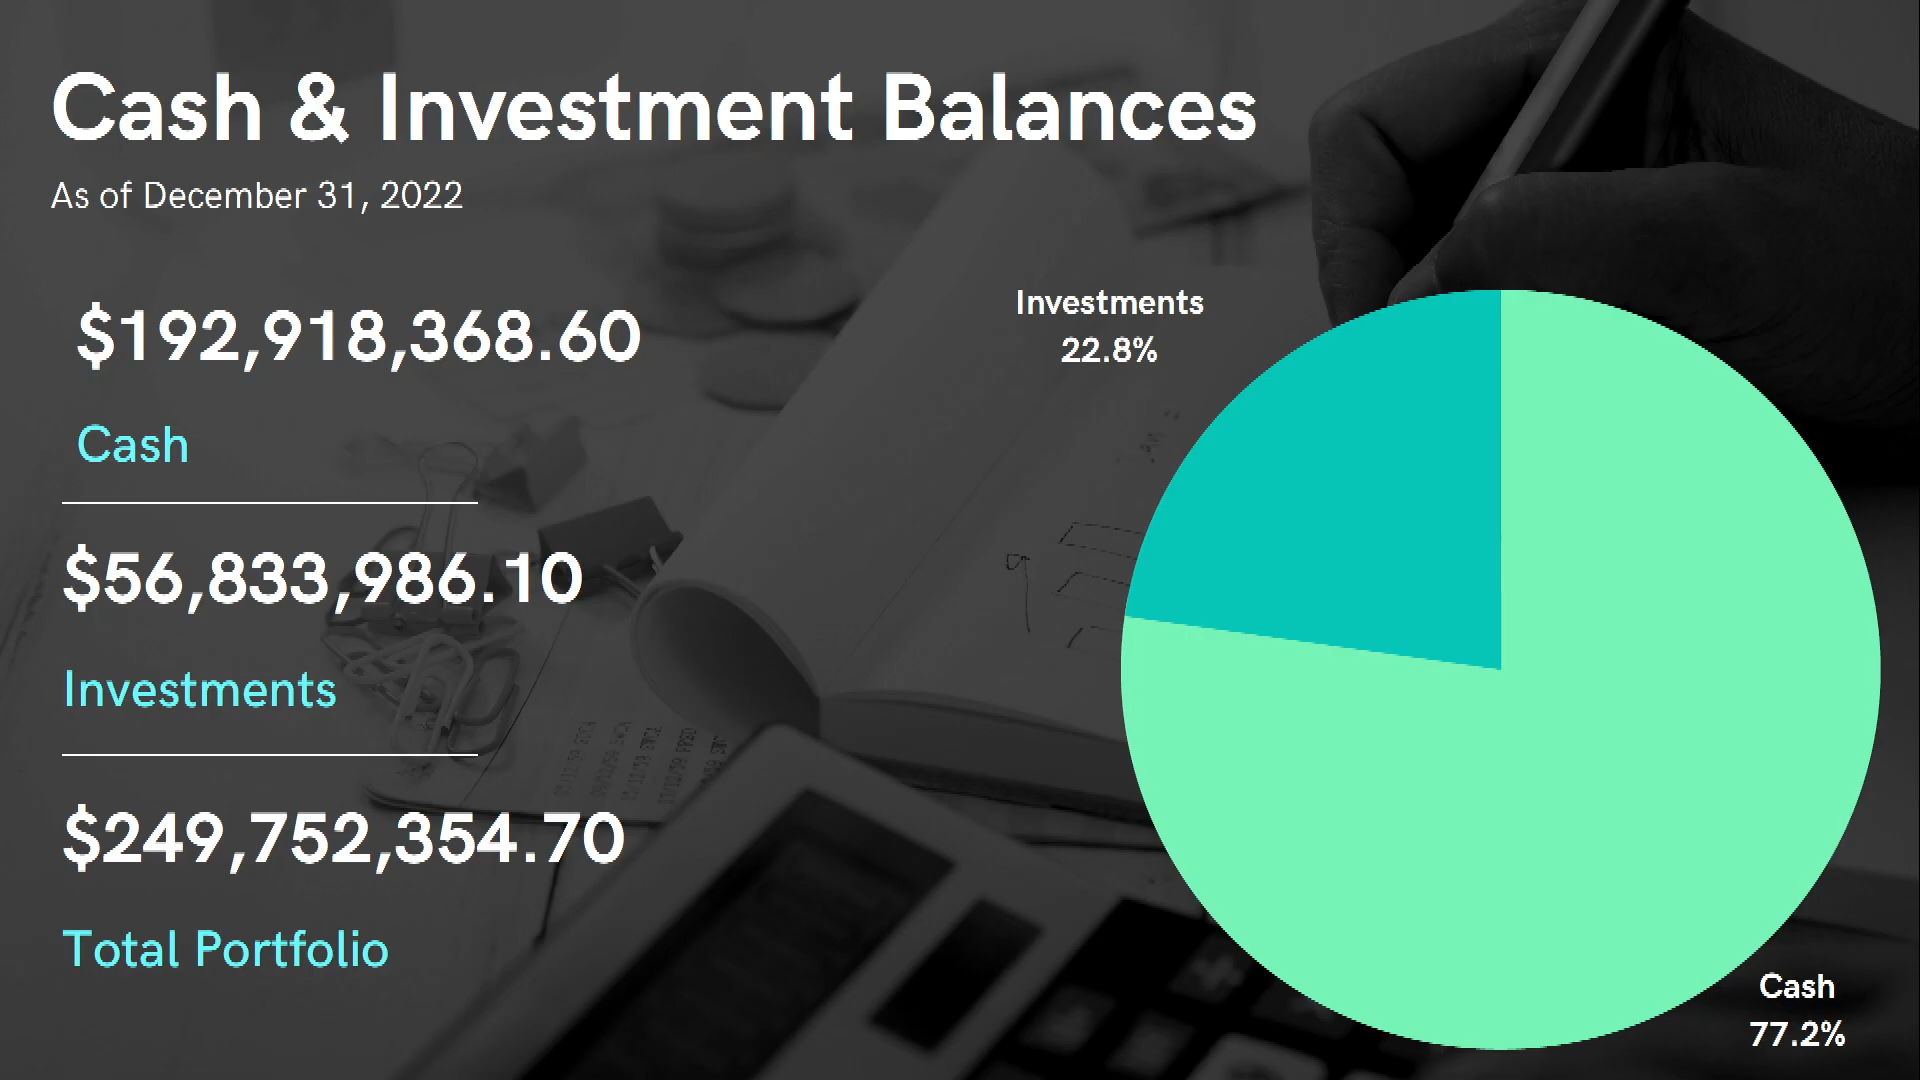 Cash & Investment Balances
As of December 31, 2022
$192,918,368.60
Cash
$56,833,986.10
Investments
$249,752,354.70
Total Portfolio
Investments
22.8%
Cash
77.2%